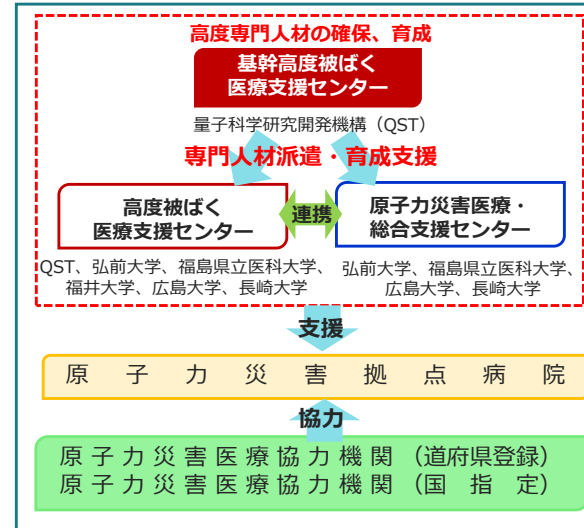 高度専門人材の確保、育成
基幹高度被ばく
医療支援センター
量子科学研究開発機構（QST）
専門人材派遣・育成支援
高度被ばく
医療支援センター
連携
原子力災害医療・
総合支援センター
QST、弘前大学、福島県立医科大学、
福井大学、広島大学、長崎大学
弘前大学、福島県立医科大学、
広島大学、長崎大学
支援
原子力災害拠点病院
協力
原子力災害医療協力機関（道府県登録）
原子力災害医療協力機関（国指定）